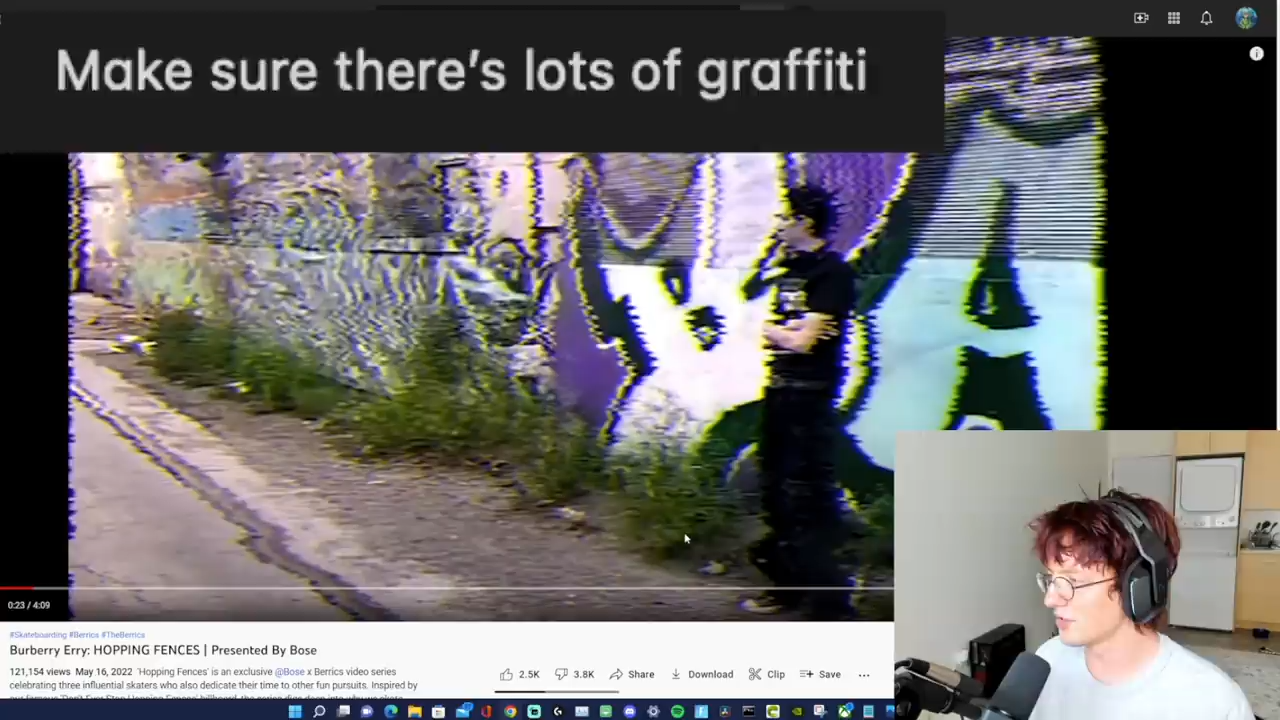 Make sure there's lots of graffiti
0:23 / 4:09
#Skateboarding #Berrics #TheBerrics
Burberry Erry: HOPPING FENCES | Presented By Bose
121,154 views May 16, 2022 'Hopping Fences' is an exclusive @Bose x Berrics video series
celebrating three influential skaters who also dedicate their time to other fun pursuits. Inspired by
2.5K 3.8K Share Download Clip Save